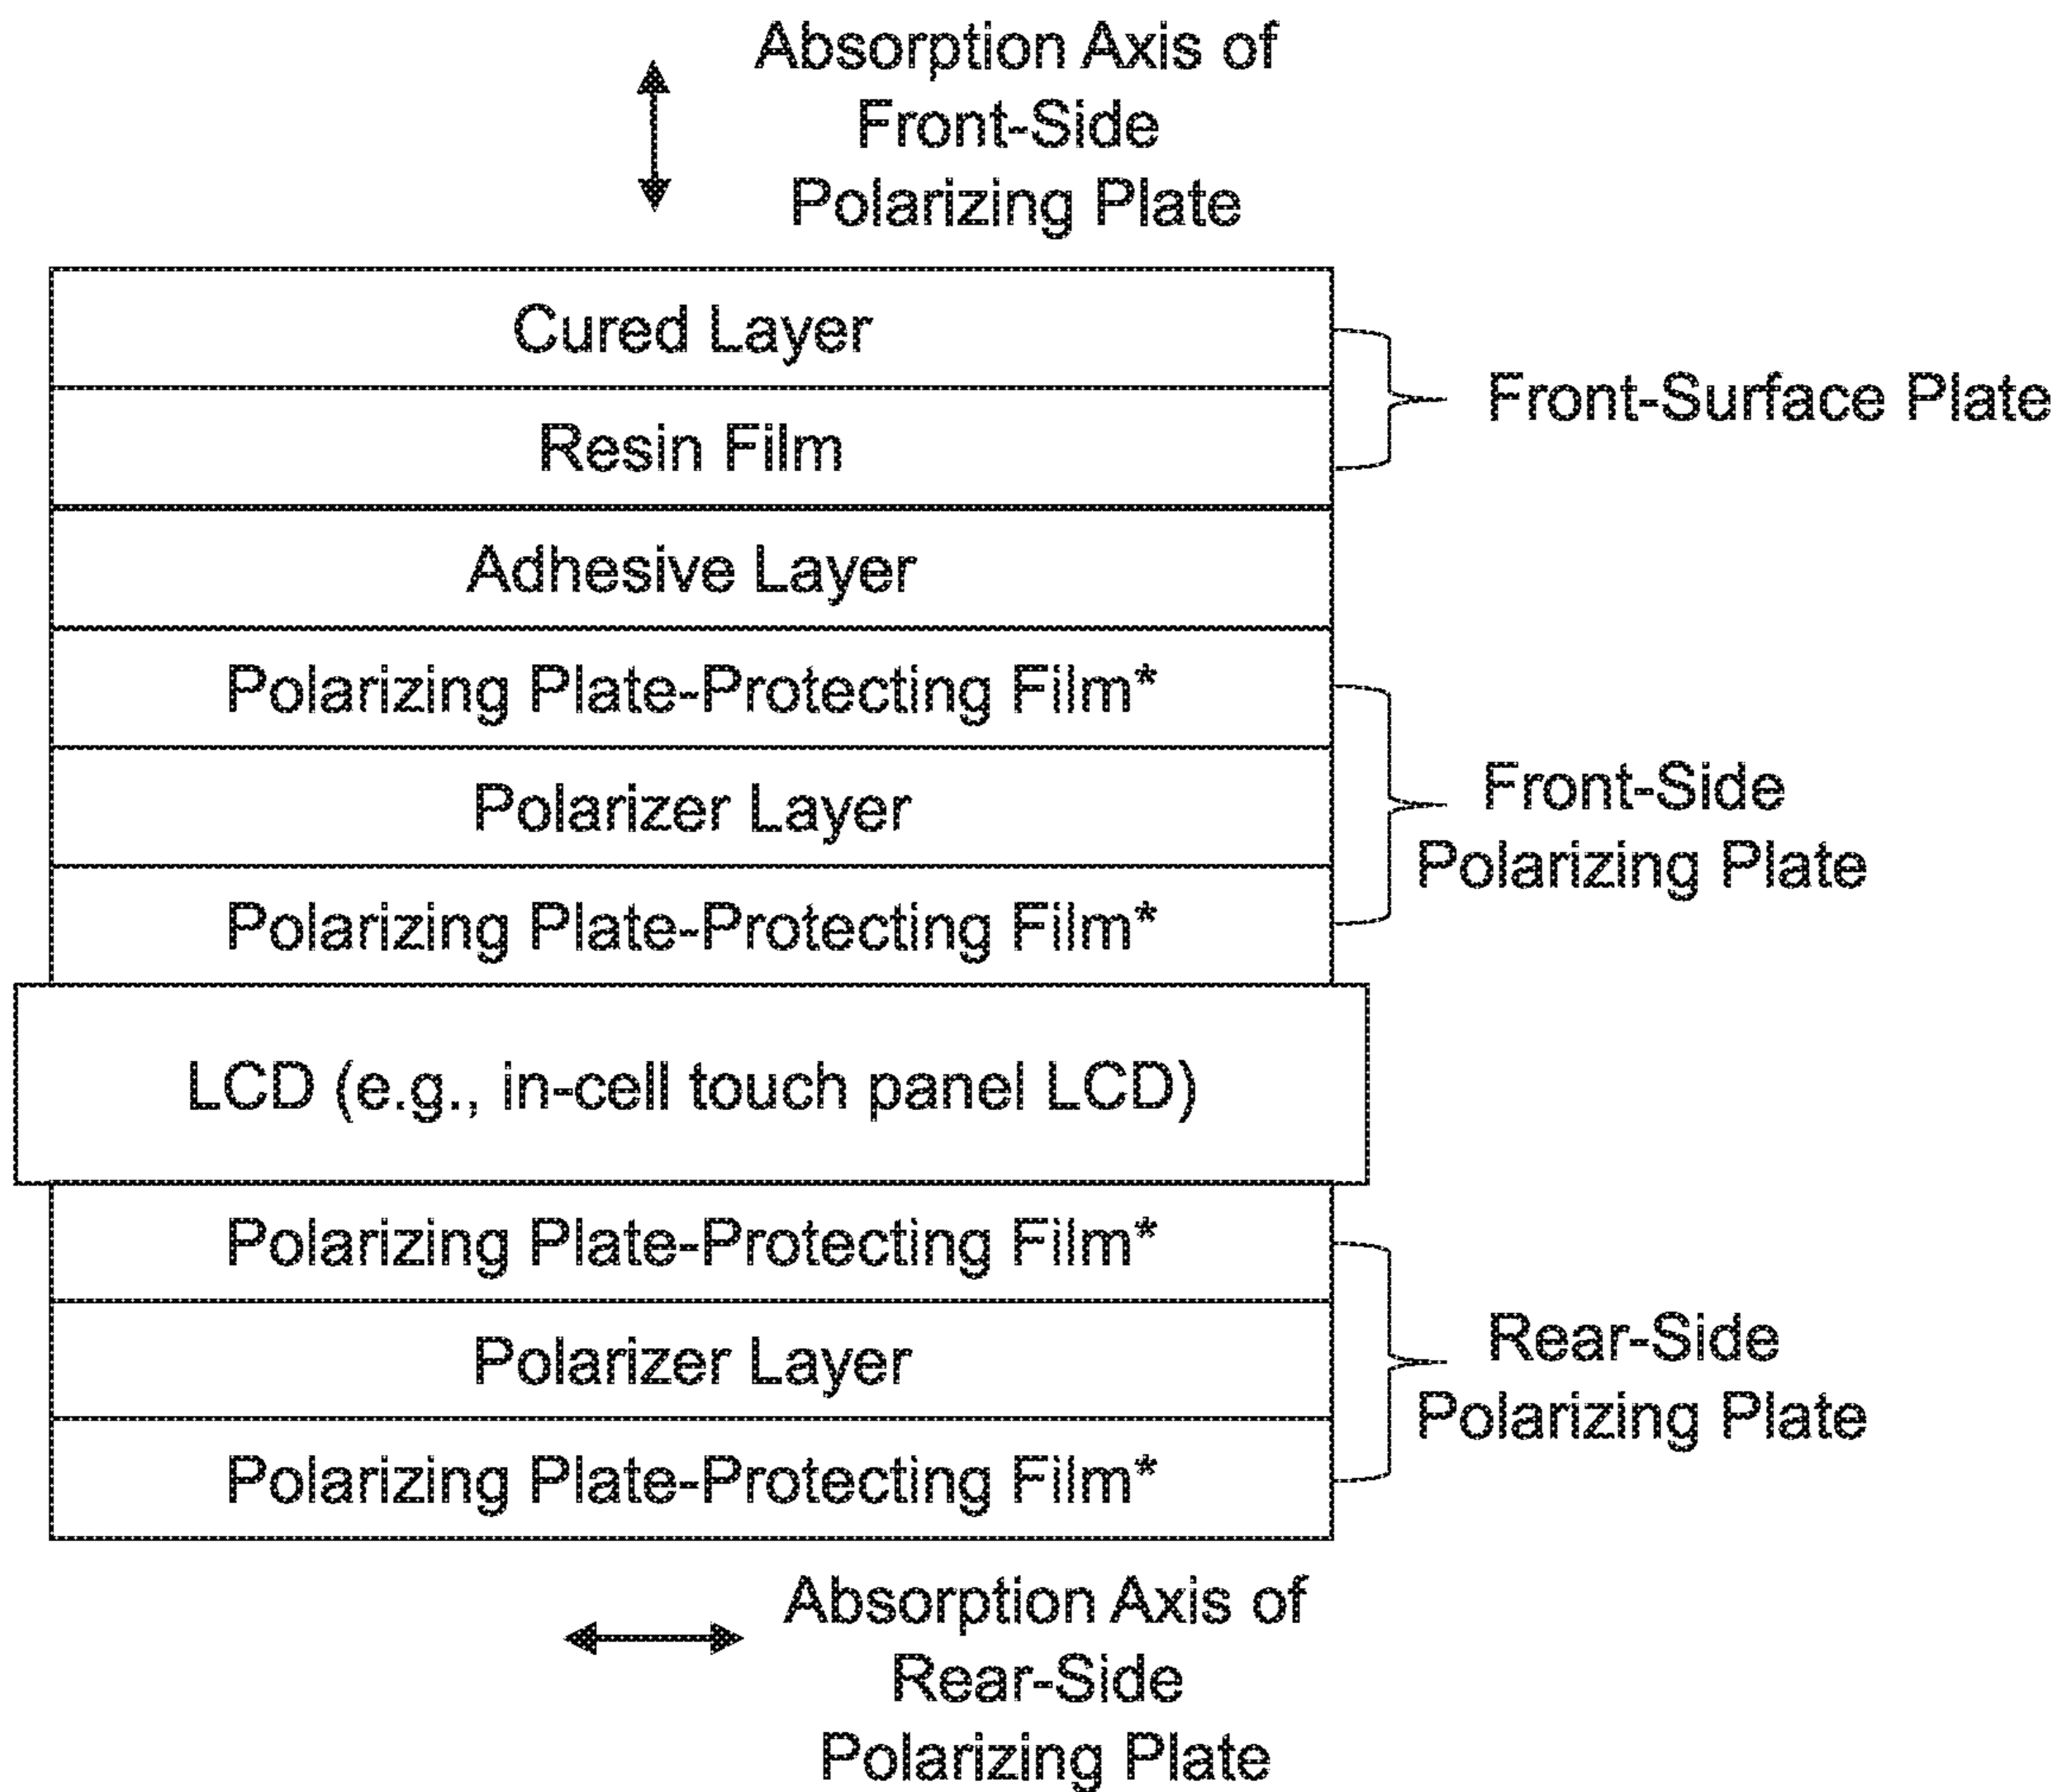 Absorption Axis of
Front-Side
Polarizing Plate
Cured Layer
Resin Film
Front-Surface Plate
Adhesive Layer
Polarizing Plate-Protecting Film*
Polarizer Layer
Polarizing Plate-Protecting Film*
Front-Side
Polarizing Plate
LCD (e.g., in-cell touch panel LCD)
Polarizing Plate-Protecting Film*
Polarizer Layer
Polarizing Plate-Protecting Film*
Rear-Side
Polarizing Plate
Absorption Axis of
Rear-Side
Polarizing Plate